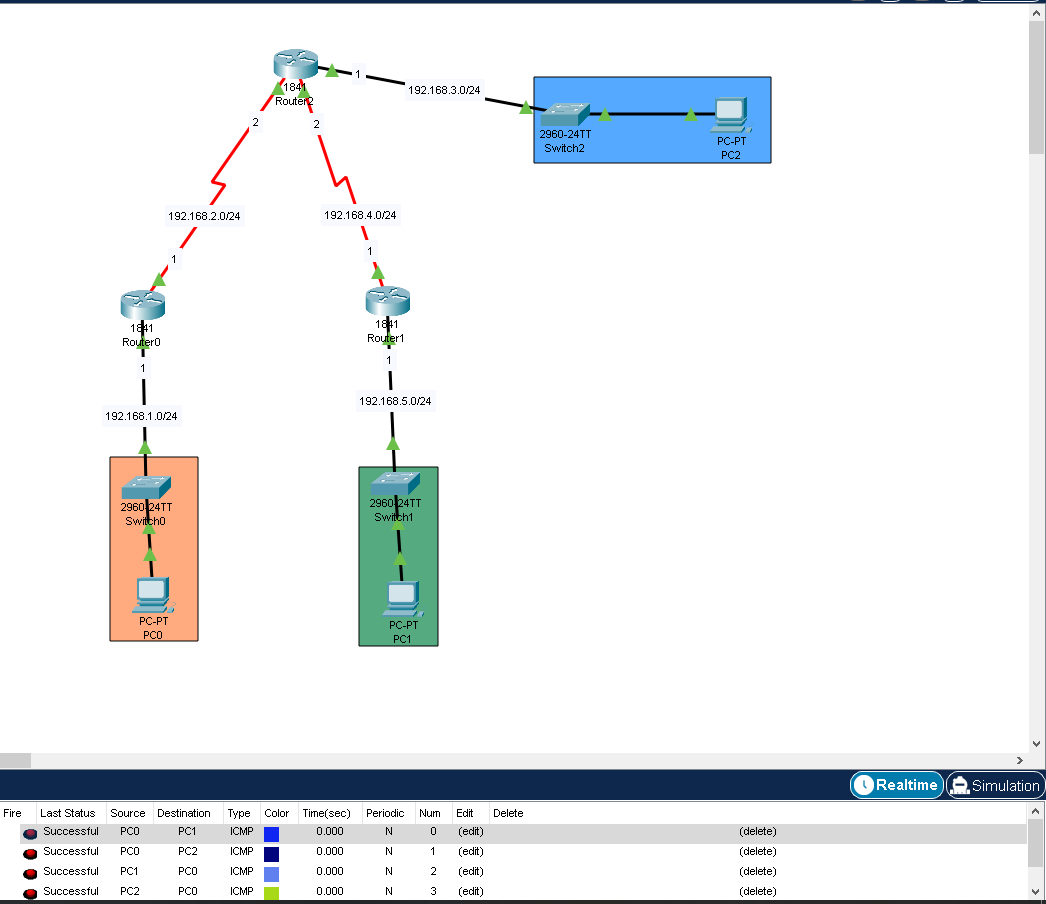 1841
Router2
1
192.168.3.0/24
2960-24TT
Switch2
PC-PT
PC2
2
2
192.168.2.0/24
192.168.4.0/24
1
1
1841
Router0
1841
Router1
1
1
192.168.1.0/24
192.168.5.0/24
2960-24TT
Switch0
2960-24TT
Switch1
PC-PT
PC0
PC-PT
PC1
Realtime Simulation
Fire Last Status Source Destination Type Color Time(sec) Periodic Num Edit Delete
Successful PC0 PC1 ICMP 0.000 N 0 (edit) (delete)
Successful PC0 PC2 ICMP 0.000 N 1 (edit) (delete)
Successful PC1 PC0 ICMP 0.000 N 2 (edit) (delete)
Successful PC2 PC0 ICMP 0.000 N 3 (edit) (delete)